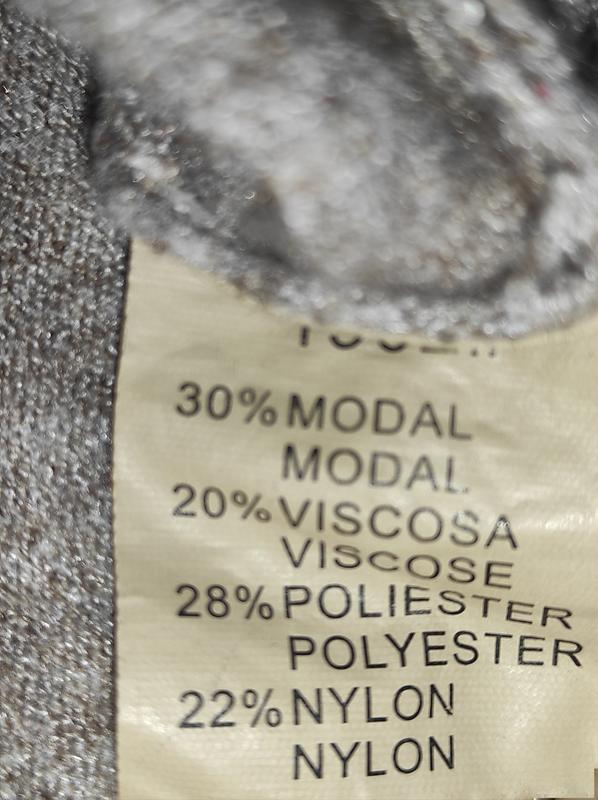 30% MODAL
MODAL
20% VISCOSA
VISCOSE
28% POLIESTER
POLYESTER
22% NYLON
NYLON